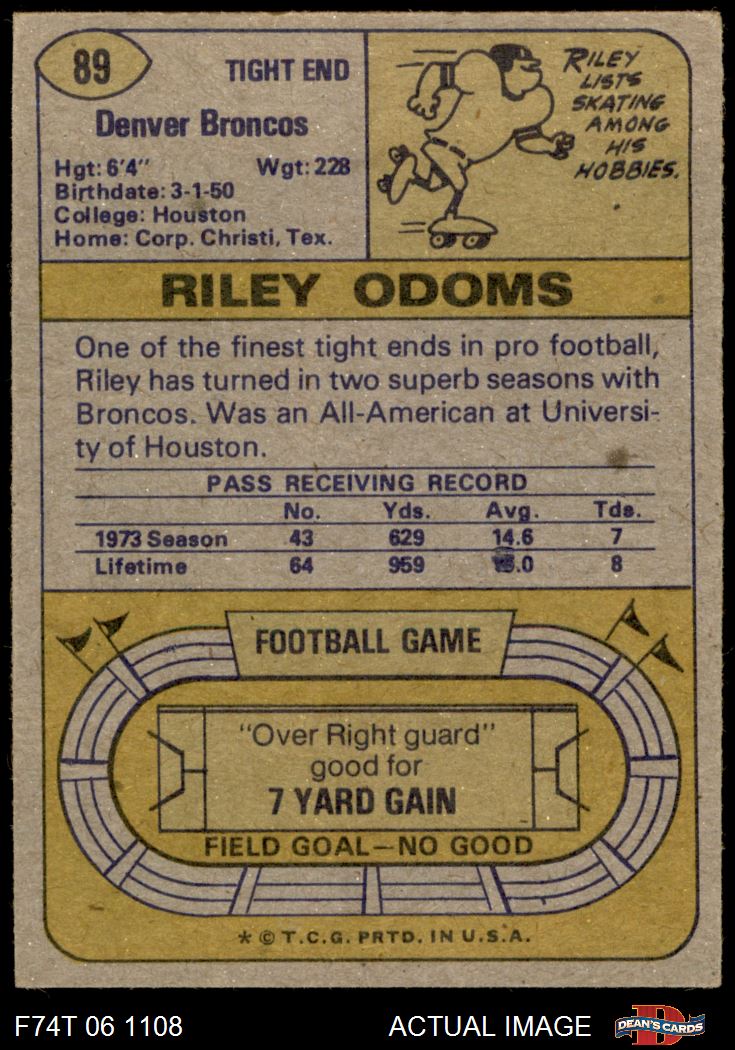 89
TIGHT END
Denver Broncos
Hgt: 6'4" Wgt: 228
Birthdate: 3-1-50
College: Houston
Home: Corp. Christi, Tex.
RILEY
LISTS
SKATING
AMONG
HIS
HOBBIES.
RILEY ODOMS
One of the finest tight ends in pro football,
Riley has turned in two superb seasons with
Broncos. Was an All-American at Universi-
ty of Houston.
PASS RECEIVING RECORD
No. Yds. Avg. Tds.
1973 Season 43 629 14.6 7
Lifetime 64 959 15.0 8
FOOTBALL GAME
"Over Right guard"
good for
7 YARD GAIN
FIELD GOAL—NO GOOD
* © T.C.G. PRTD. IN U.S.A.
F74T 06 1108 ACTUAL IMAGE DEAN'S CARDS